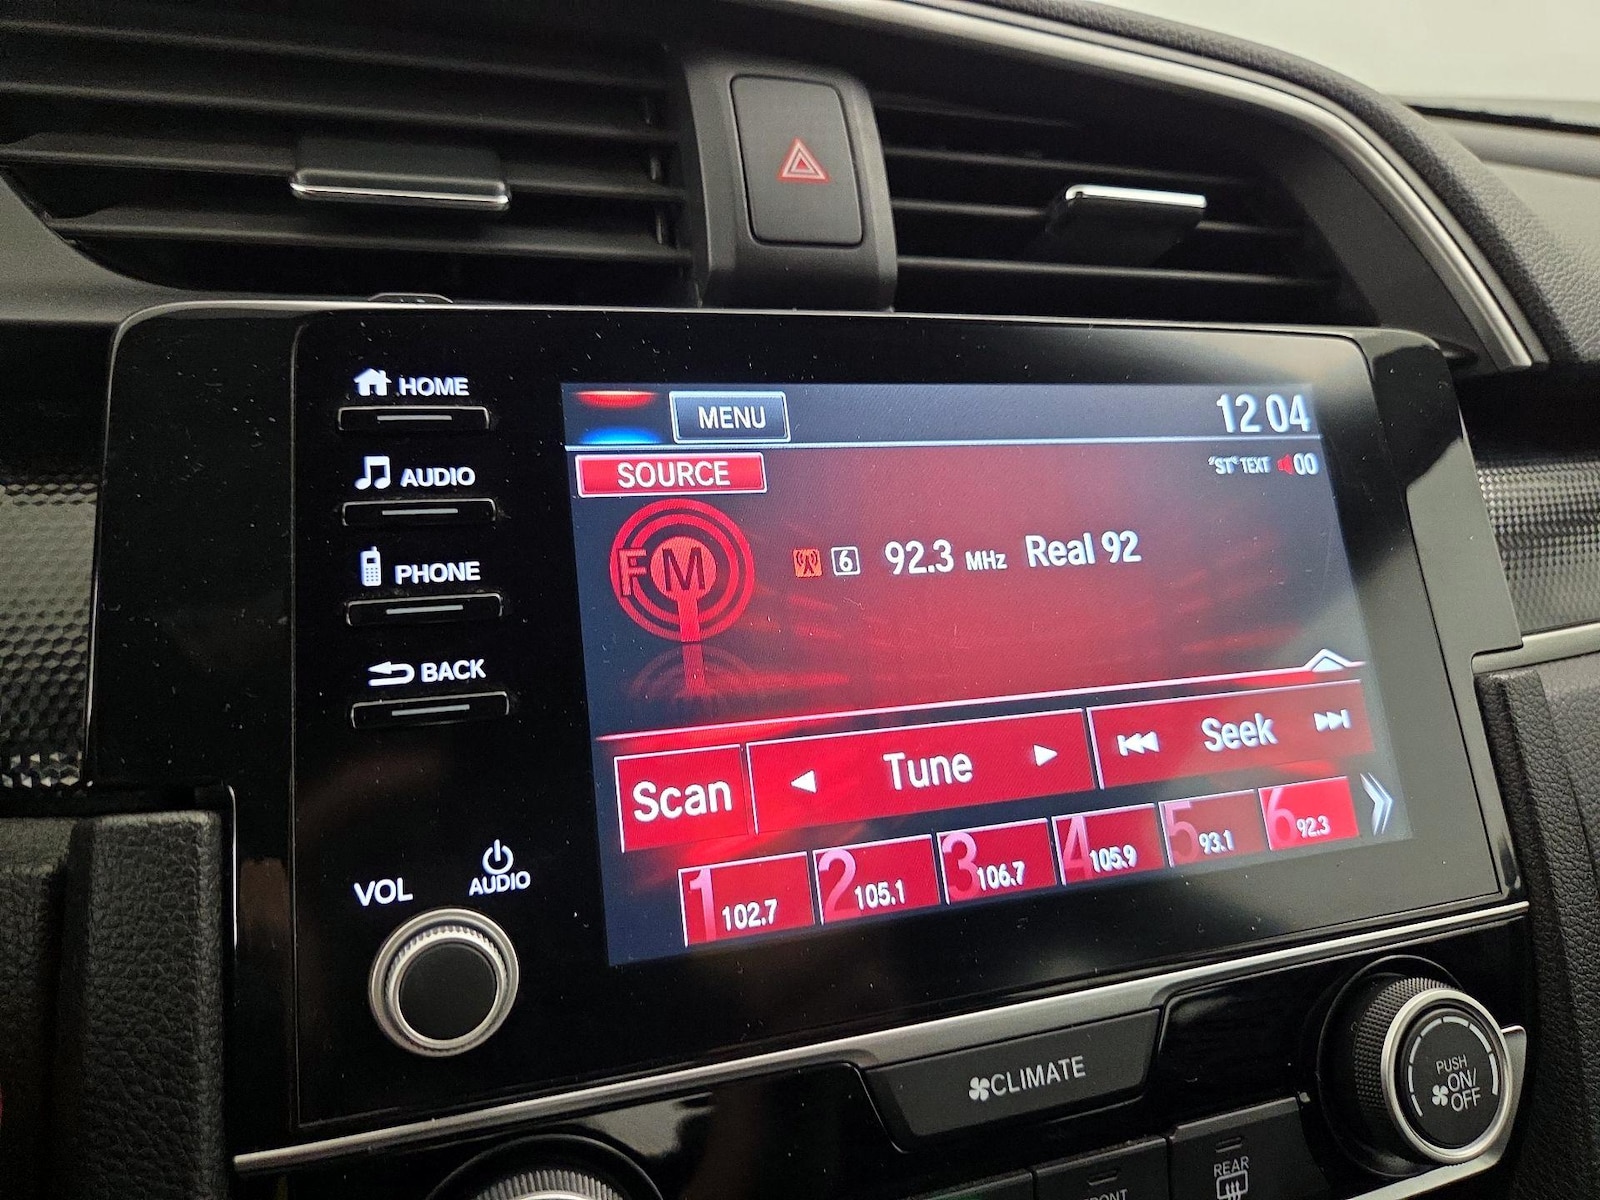 HOME
AUDIO
PHONE
BACK
VOL
AUDIO
MENU
12 04
SOURCE
"ST" TEXT 00
FM
6 92.3 MHz Real 92
Scan
Tune
Seek
1 102.7
2 105.1
3 106.7
4 105.9
5 93.1
6 92.3
CLIMATE
PUSH
ON/
OFF
FRONT
REAR